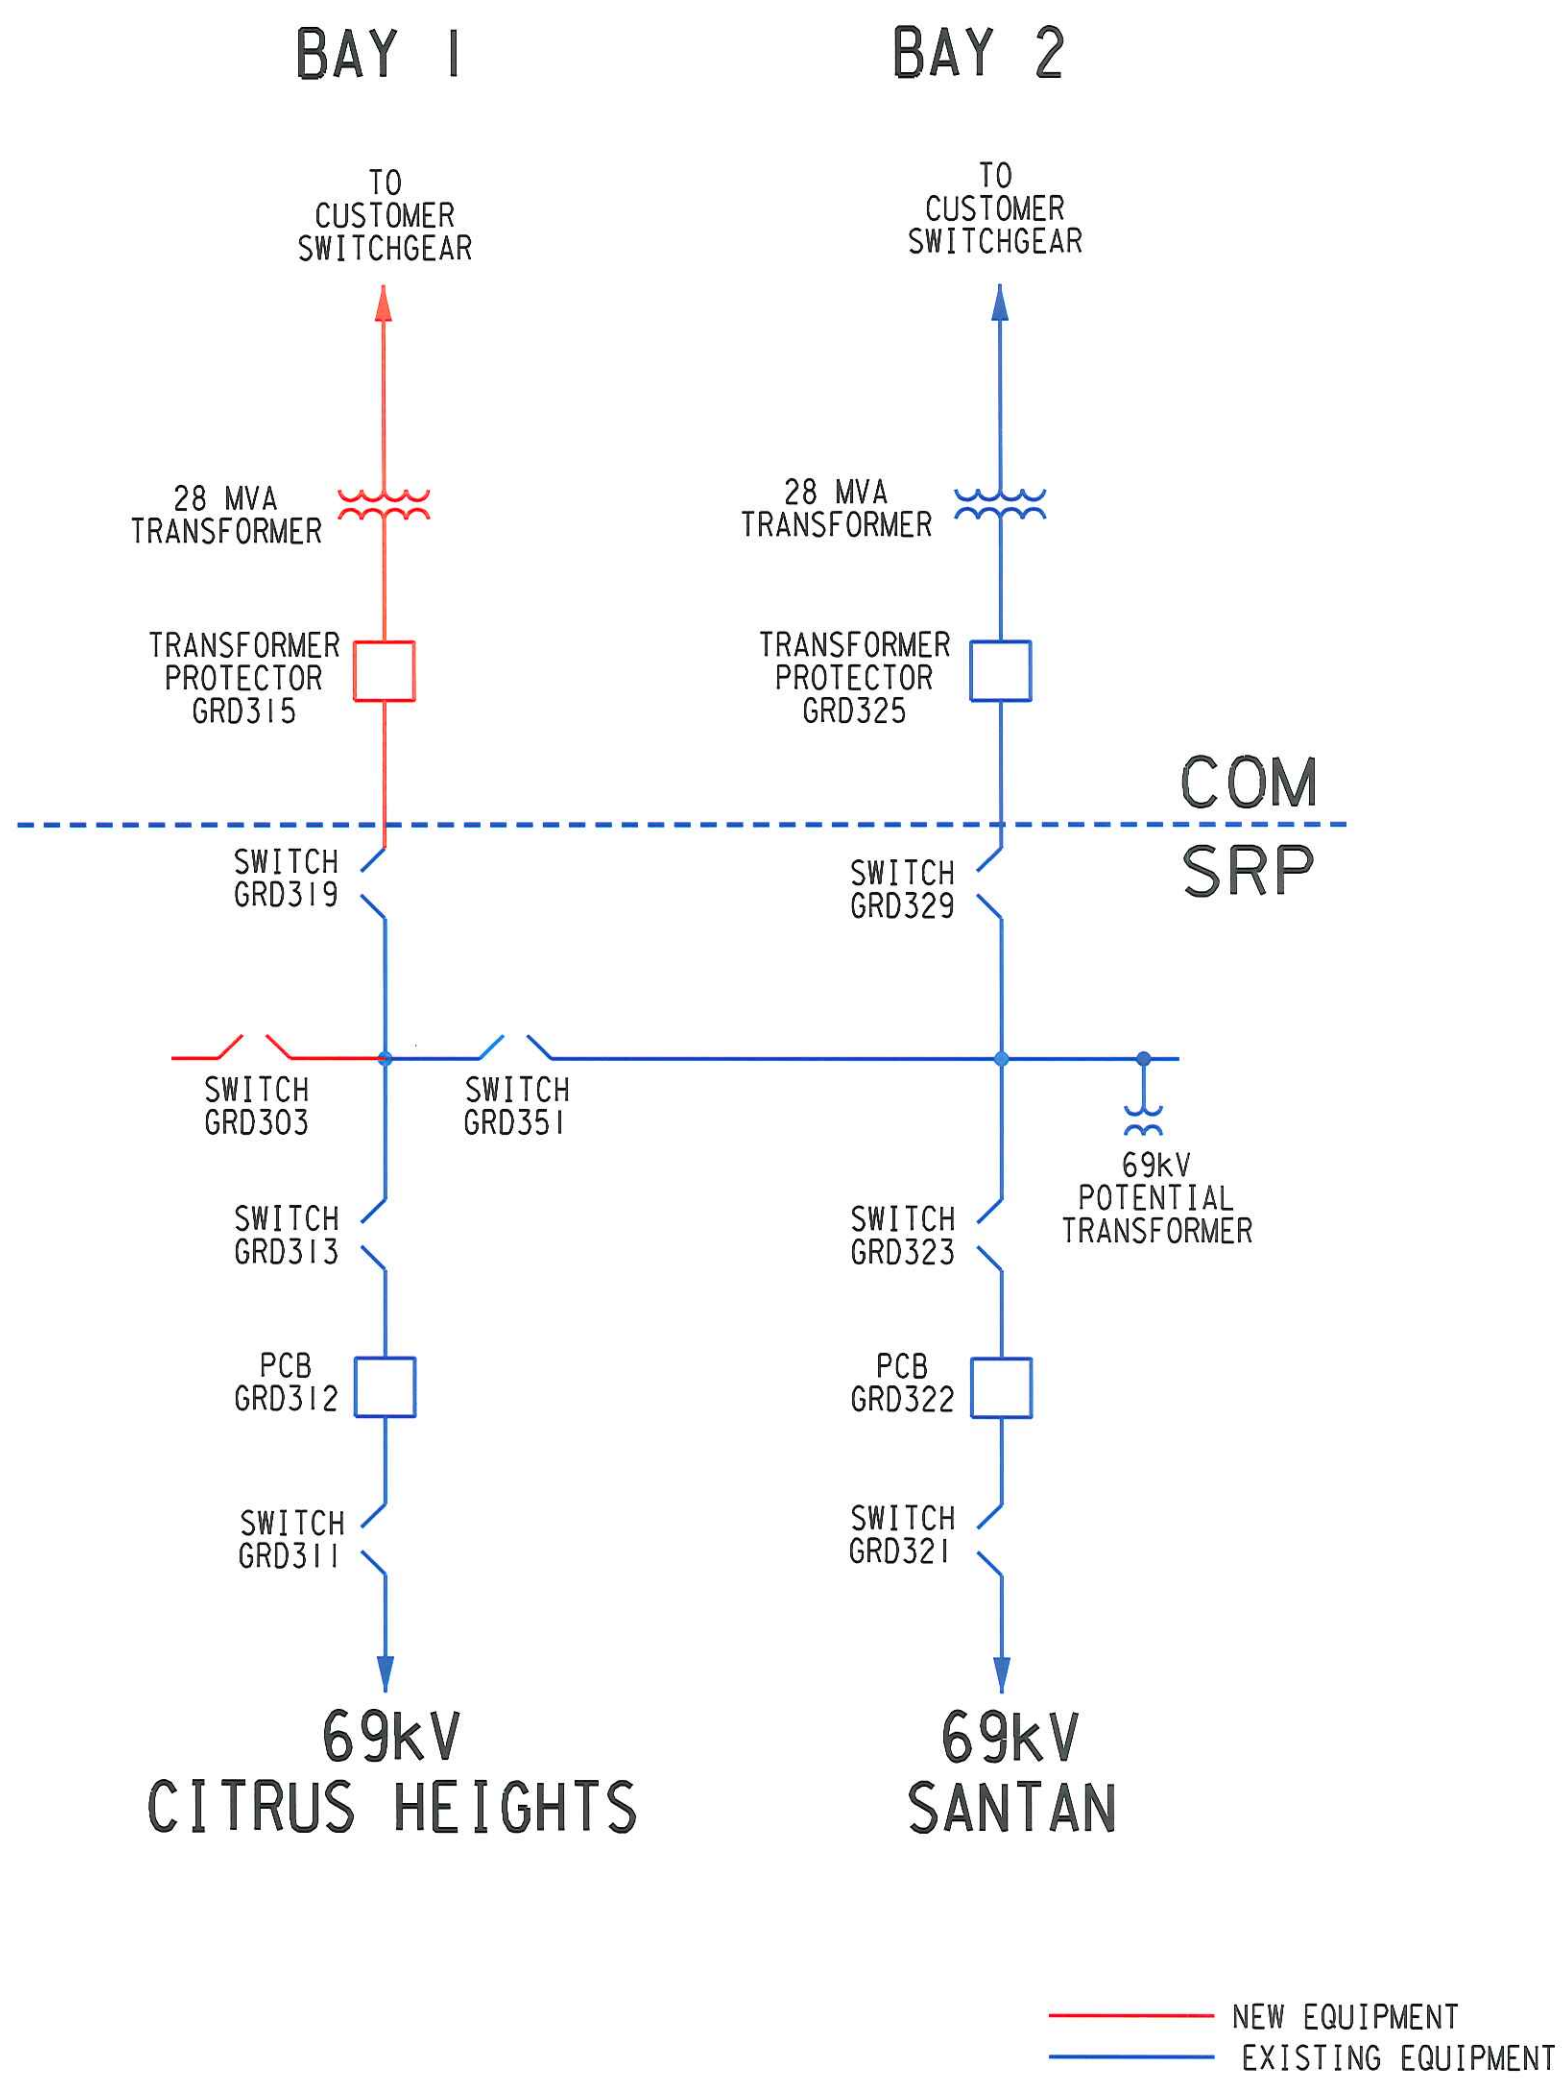 BAY 1
BAY 2
TO
CUSTOMER
SWITCHGEAR
TO
CUSTOMER
SWITCHGEAR
28 MVA
TRANSFORMER
28 MVA
TRANSFORMER
TRANSFORMER
PROTECTOR
GRD315
TRANSFORMER
PROTECTOR
GRD325
COM
SRP
SWITCH
GRD319
SWITCH
GRD329
SWITCH
GRD303
SWITCH
GRD351
69kV
POTENTIAL
TRANSFORMER
SWITCH
GRD313
SWITCH
GRD323
PCB
GRD312
PCB
GRD322
SWITCH
GRD311
SWITCH
GRD321
69kV
CITRUS HEIGHTS
69kV
SANTAN
NEW EQUIPMENT
EXISTING EQUIPMENT